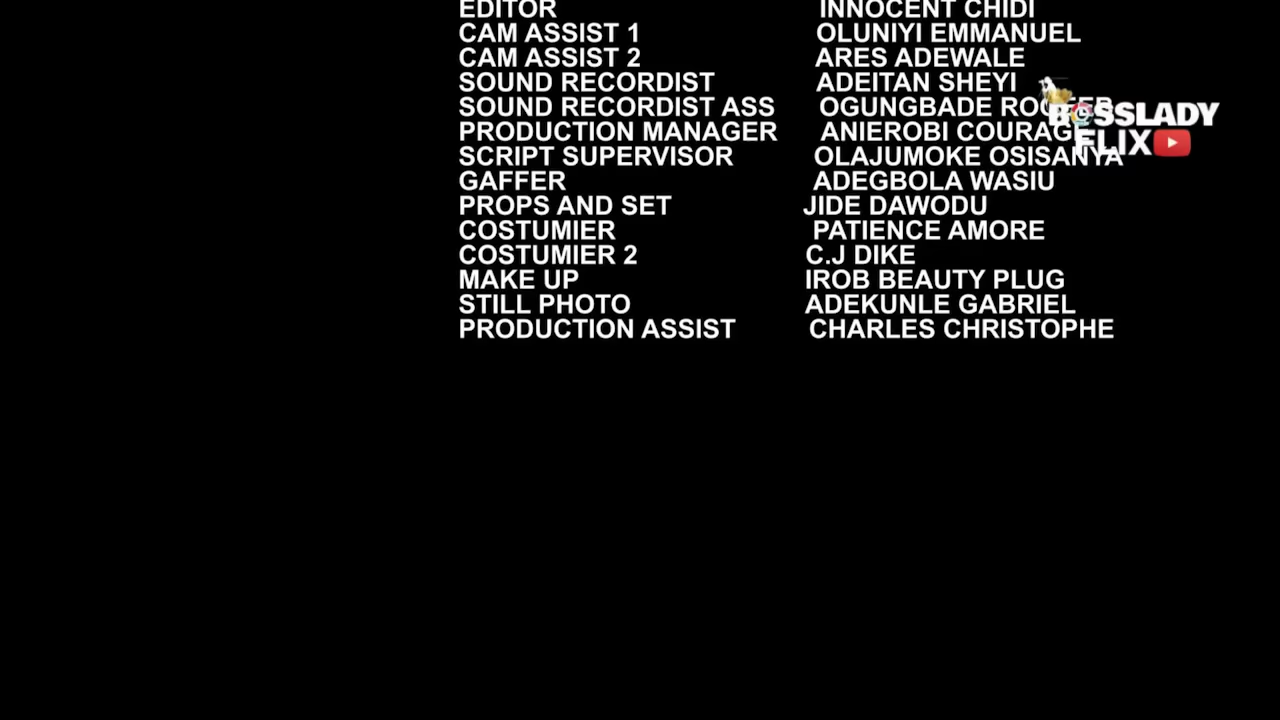 EDITOR INNOCENT CHIDI
CAM ASSIST 1 OLUNIYI EMMANUEL
CAM ASSIST 2 ARES ADEWALE
SOUND RECORDIST ADEITAN SHEYI
SOUND RECORDIST ASS OGUNGBADE
PRODUCTION MANAGER ANIEROBI COURAGE
SCRIPT SUPERVISOR OLAJUMOKE OSISANYA
GAFFER ADEGBOLA WASIU
PROPS AND SET JIDE DAWODU
COSTUMIER PATIENCE AMORE
COSTUMIER 2 C.J DIKE
MAKE UP IROB BEAUTY PLUG
STILL PHOTO ADEKUNLE GABRIEL
PRODUCTION ASSIST CHARLES CHRISTOPHE
BOSSLADY
FLIX